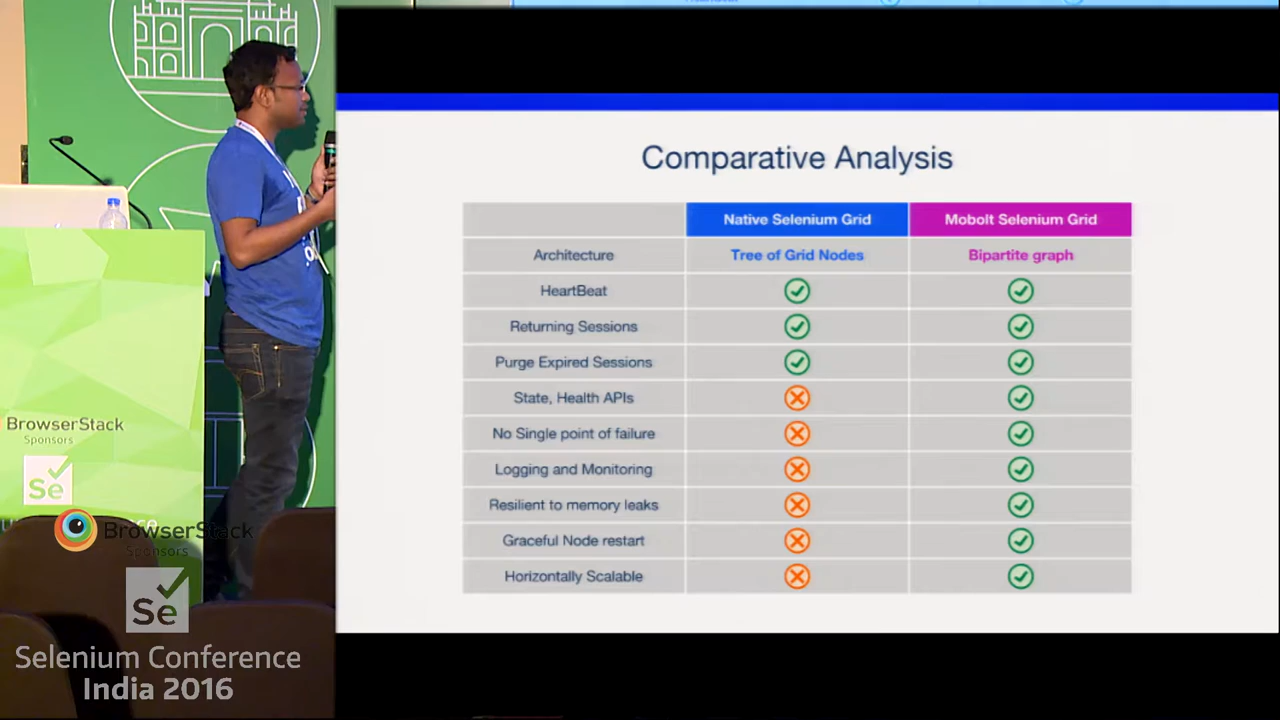 Comparative Analysis
Native Selenium Grid Mobolt Selenium Grid
Architecture Tree of Grid Nodes Bipartite graph
HeartBeat
Returning Sessions
Purge Expired Sessions
State, Health APIs
No Single point of failure
Logging and Monitoring
Resilient to memory leaks
Graceful Node restart
Horizontally Scalable
BrowserStack
Sponsors
Se
BrowserStack
Sponsors
Se
Selenium Conference
India 2016